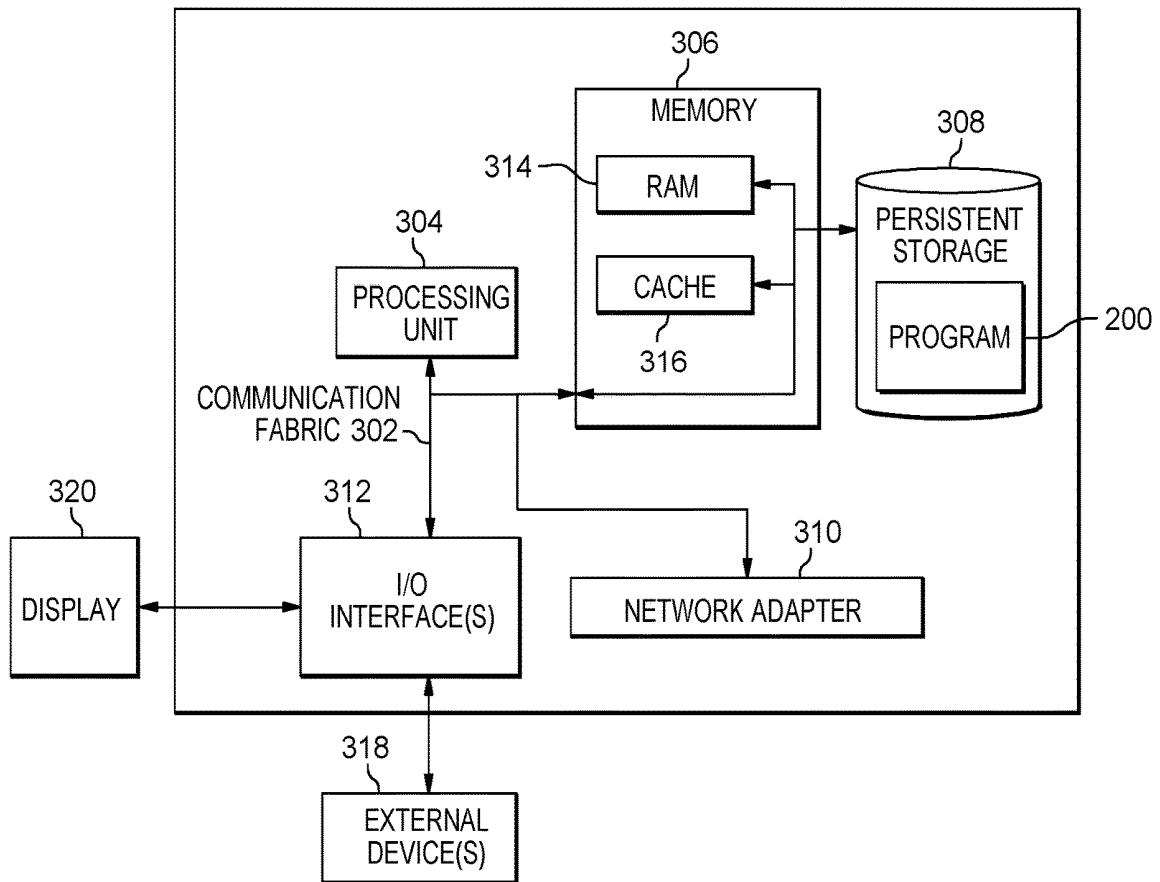 306
MEMORY
308
314
RAM
PERSISTENT
STORAGE
304
PROCESSING
UNIT
CACHE
316
PROGRAM
200
COMMUNICATION
FABRIC 302
320
312
310
DISPLAY
I/O
INTERFACE(S)
NETWORK ADAPTER
318
EXTERNAL
DEVICE(S)